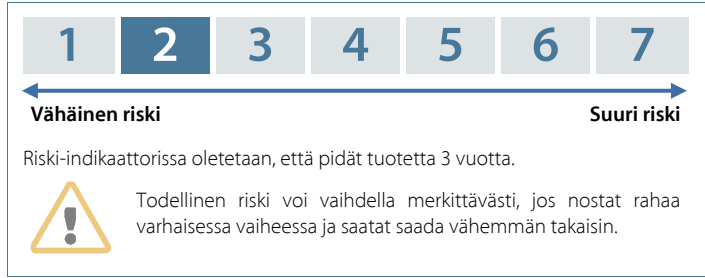 1 2 3 4 5 6 7
Vähäinen riski Suuri riski
Riski-indikaattorissa oletetaan, että pidät tuotetta 3 vuotta.
Todellinen riski voi vaihdella merkittävästi, jos nostat rahaa
varhaisessa vaiheessa ja saatat saada vähemmän takaisin.